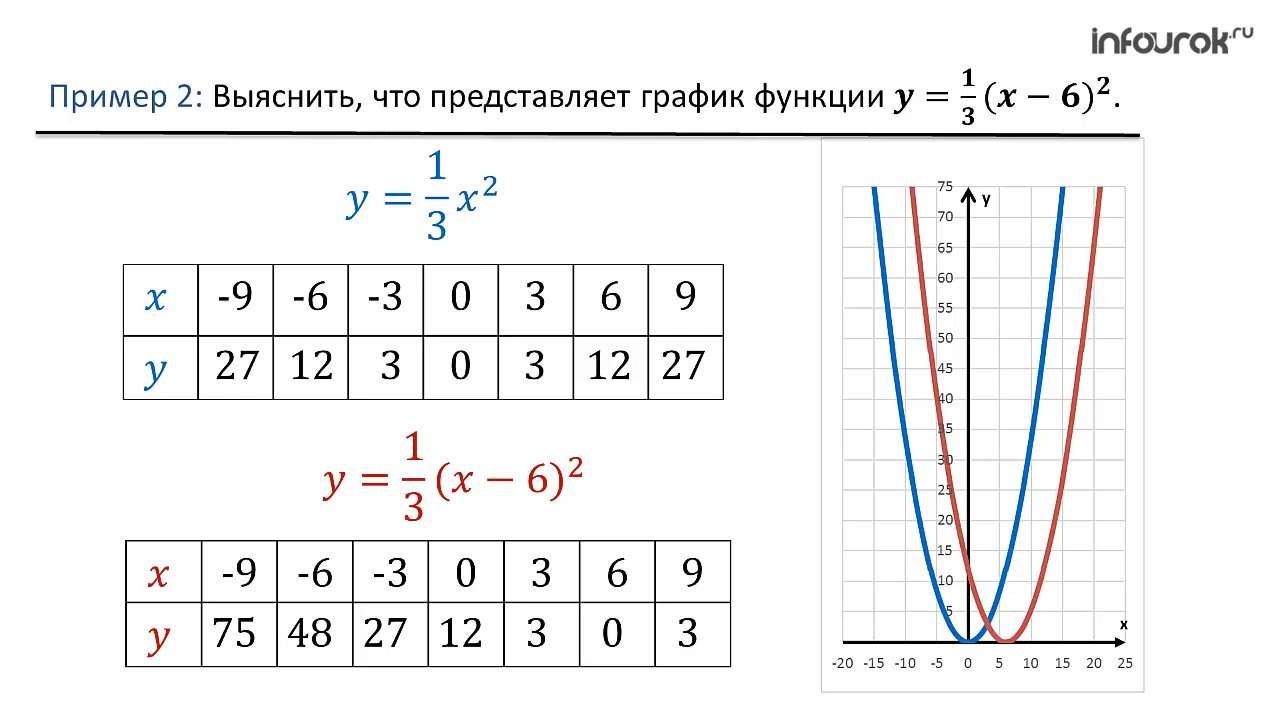 infourok.ru
Пример 2: Выяснить, что представляет график функции y = 1/3 (x − 6)².
y = 1/3 x²
x -9 -6 -3 0 3 6 9
y 27 12 3 0 3 12 27
y = 1/3 (x − 6)²
x -9 -6 -3 0 3 6 9
y 75 48 27 12 3 0 3
y
75
70
65
60
55
50
45
40
35
30
25
20
15
10
5
x
-20 -15 -10 -5 0 5 10 15 20 25